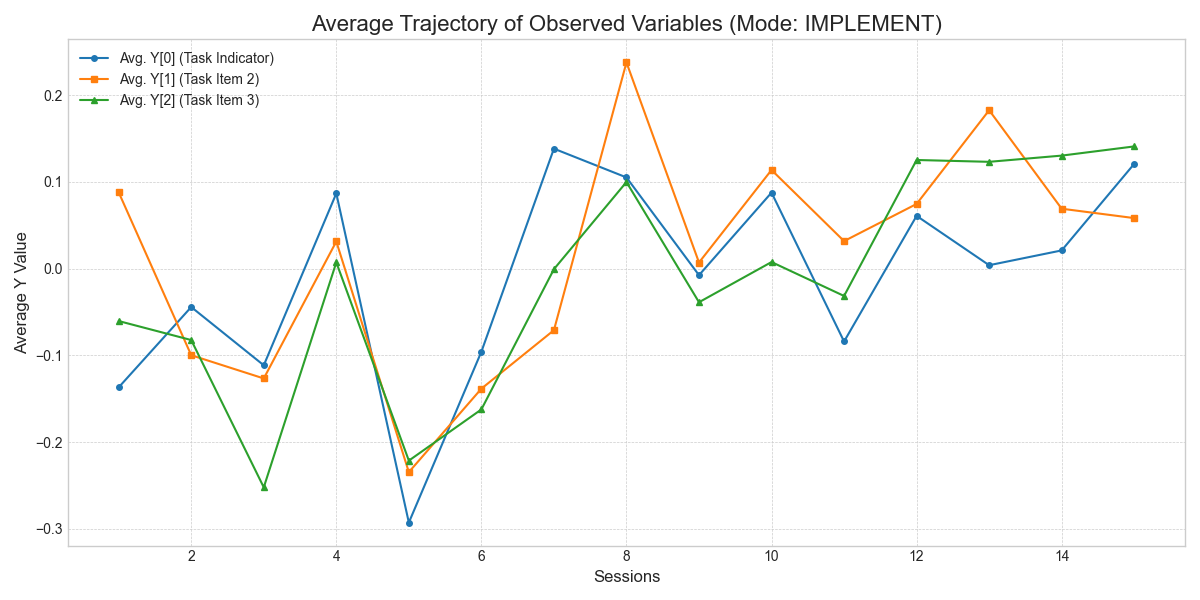 Average Trajectory of Observed Variables (Mode: IMPLEMENT)
Avg. Y[0] (Task Indicator)
Avg. Y[1] (Task Item 2)
Avg. Y[2] (Task Item 3)
Average Y Value
0.2
0.1
0.0
−0.1
−0.2
−0.3
2 4 6 8 10 12 14
Sessions